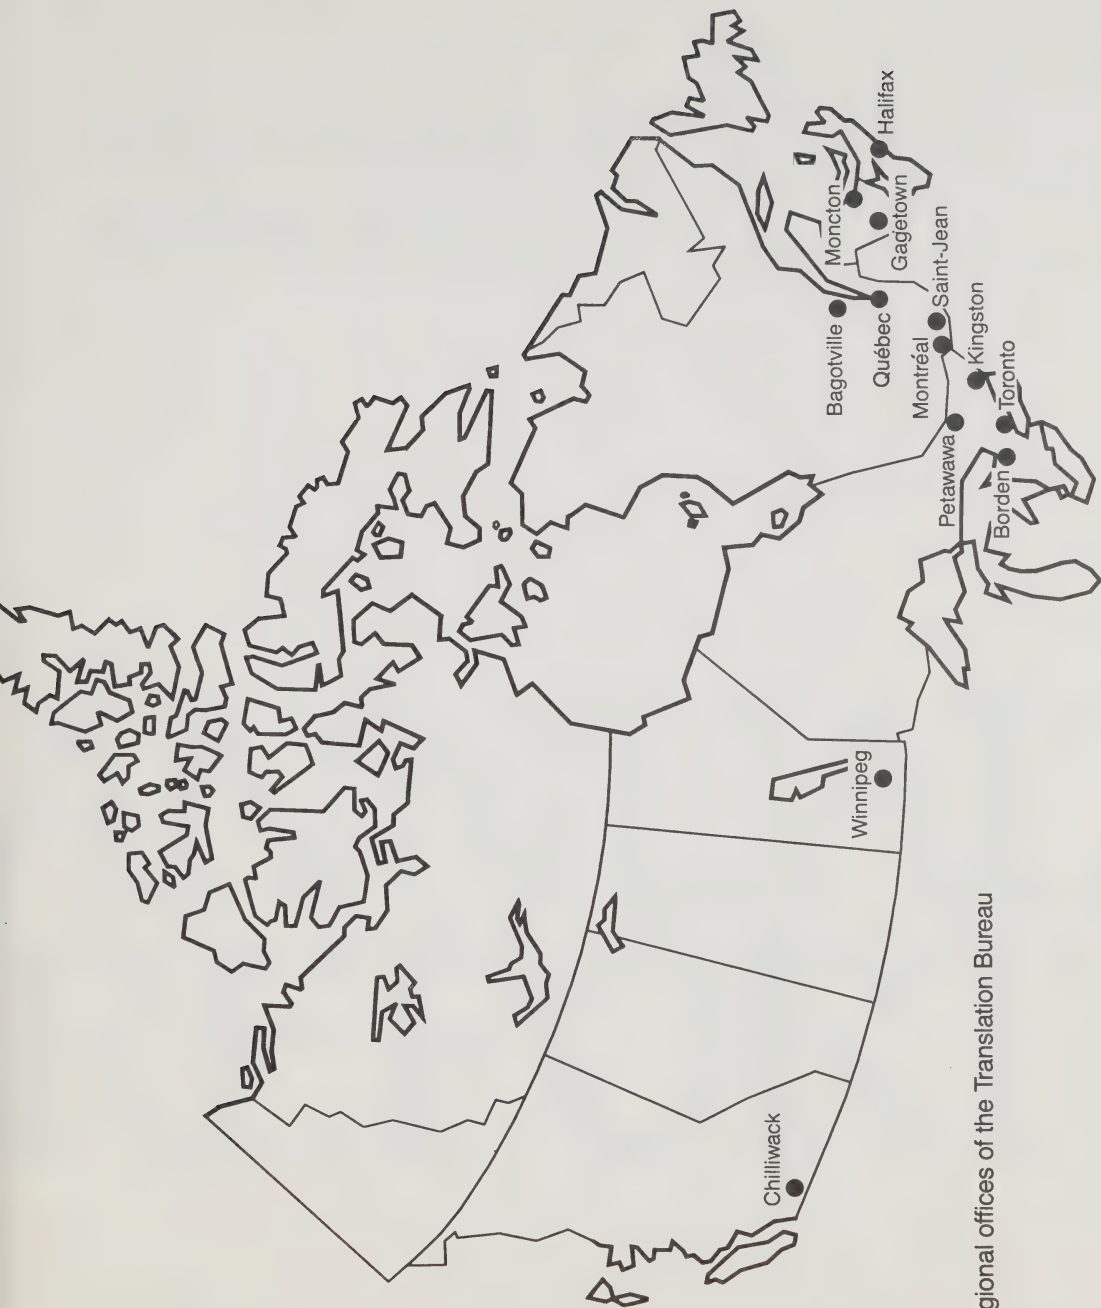 Chilliwack
Winnipeg
Bagotville
Moncton
Québec
Halifax
Gagetown
Montréal
Saint-Jean
Petawawa
Kingston
Borden
Toronto
gional offices of the Translation Bureau